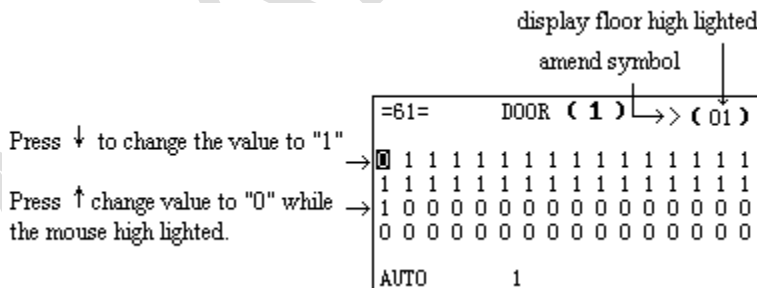 display floor high lighted
amend symbol
=61= DOOR ( 1 ) > ( 01 )
Press ↓ to change the value to "1"
0 1 1 1 1 1 1 1 1 1 1 1 1 1 1 1
1 1 1 1 1 1 1 1 1 1 1 1 1 1 1 1
Press ↑ change value to "0" while
the mouse high lighted.
1 0 0 0 0 0 0 0 0 0 0 0 0 0 0 0
0 0 0 0 0 0 0 0 0 0 0 0 0 0 0 0
AUTO 1